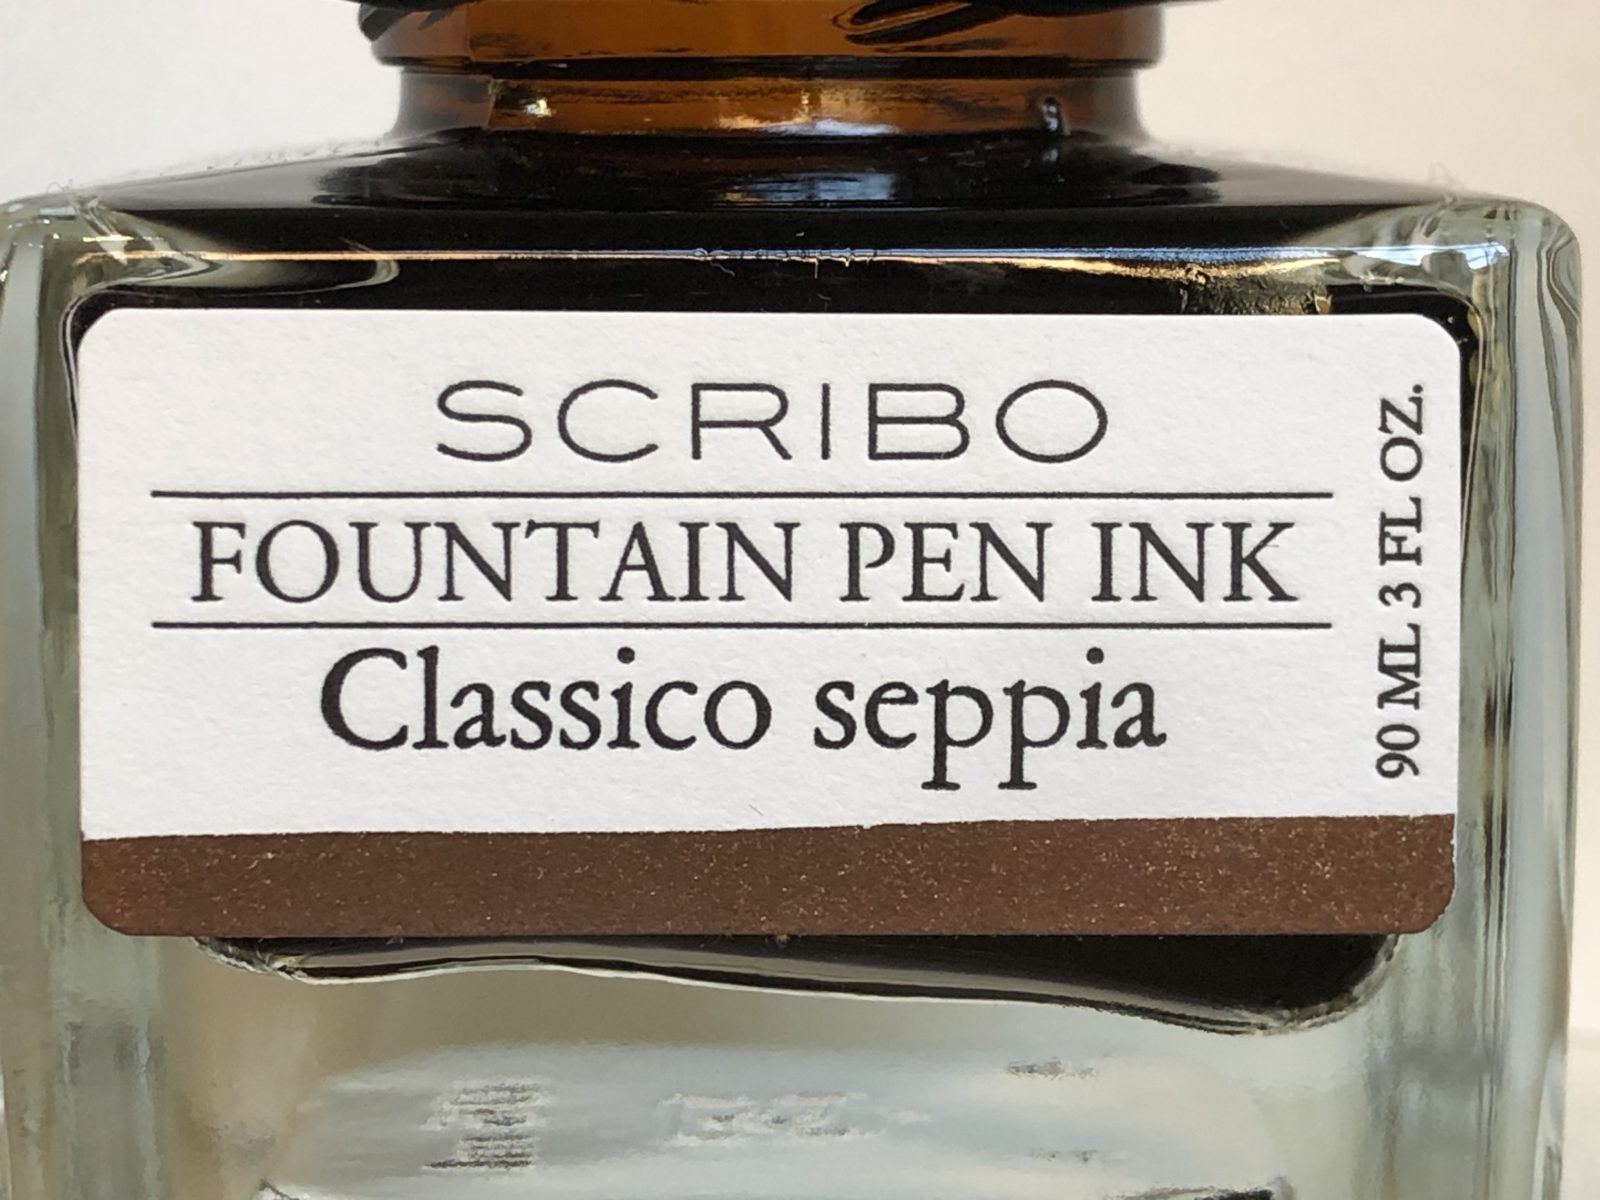 SCRIBO
FOUNTAIN PEN INK
Classico seppia
90 ML 3 FL OZ.